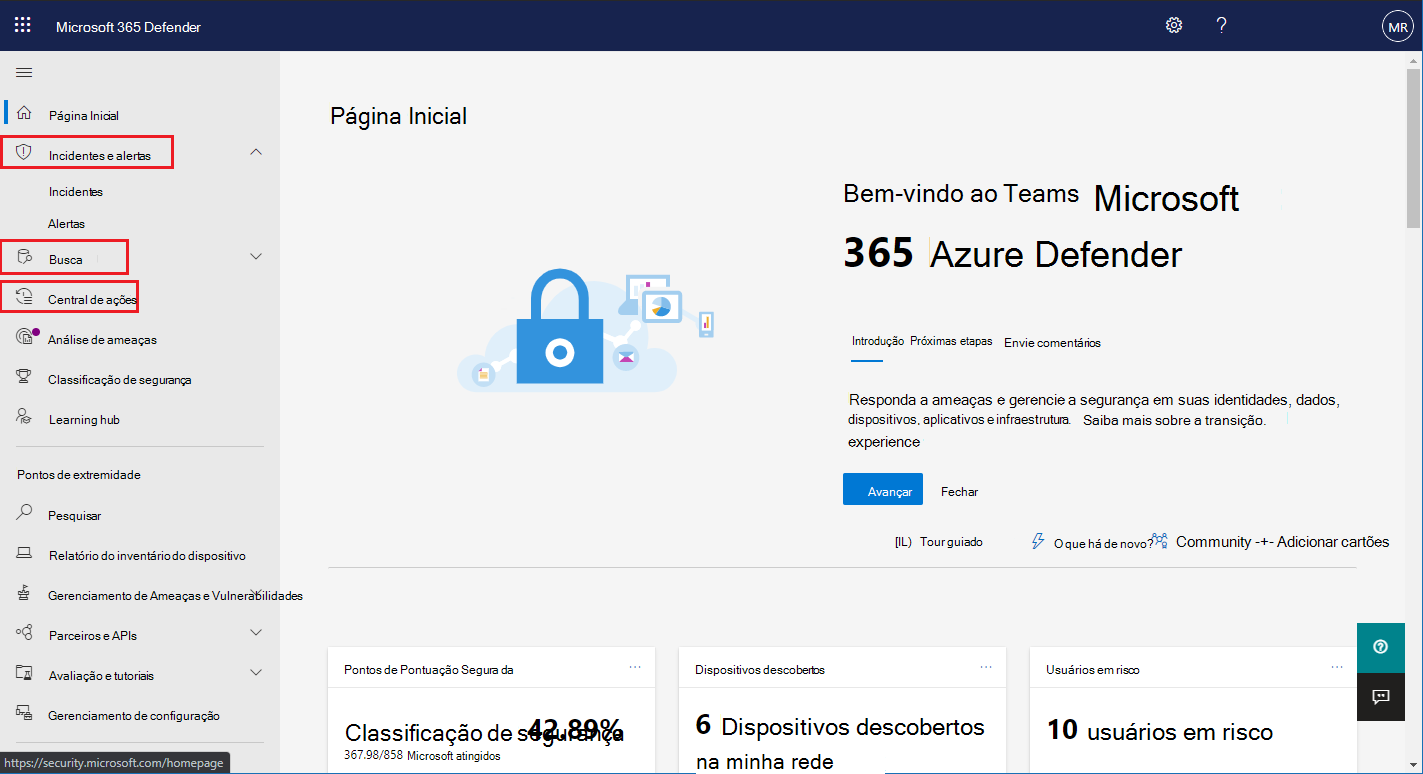 Microsoft 365 Defender
?
MR
Página Inicial
Incidentes e alertas
Incidentes
Alertas
Busca
Central de ações
Análise de ameaças
Classificação de segurança
Learning hub
Pontos de extremidade
Pesquisar
Relatório do inventário do dispositivo
Gerenciamento de Ameaças e Vulnerabilidades
Parceiros e APIs
Avaliação e tutoriais
Gerenciamento de configuração
https://security.microsoft.com/homepage
Página Inicial
Bem-vindo ao Teams Microsoft
365 Azure Defender
Introdução Próximas etapas Envie comentários
Responda a ameaças e gerencie a segurança em suas identidades, dados,
dispositivos, aplicativos e infraestrutura. Saiba mais sobre a transição.
experience
Avançar Fechar
[IL) Tour guiado O que há de novo? Community -+- Adicionar cartões
Pontos de Pontuação Segura da ...
Classificação de segurança 42.89%
367.98/858 Microsoft atingidos
Dispositivos descobertos ...
6 Dispositivos descobertos
na minha rede
Usuários em risco ...
10 usuários em risco